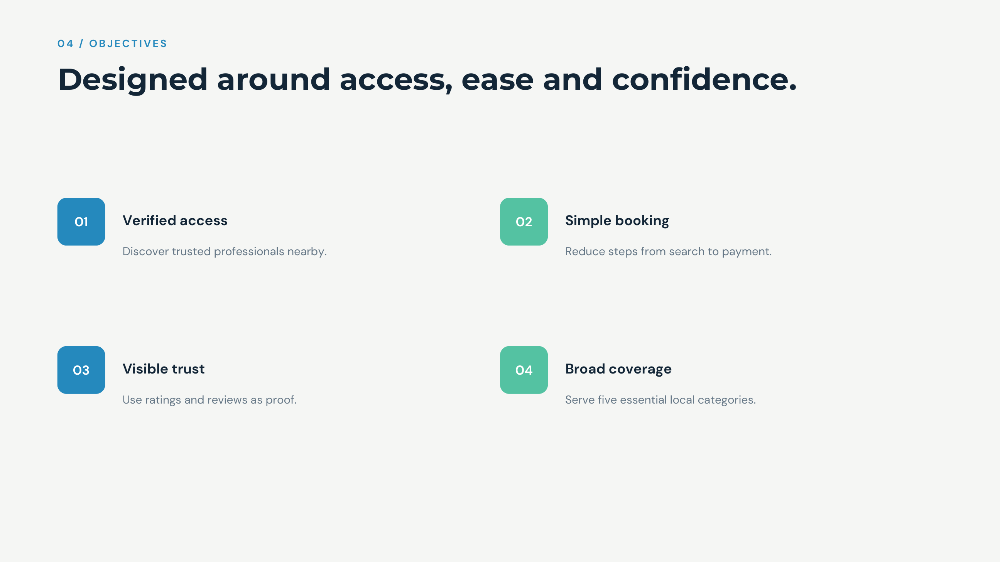 04 / OBJECTIVES
Designed around access, ease and confidence.
01
Verified access
Discover trusted professionals nearby.
02
Simple booking
Reduce steps from search to payment.
03
Visible trust
Use ratings and reviews as proof.
04
Broad coverage
Serve five essential local categories.